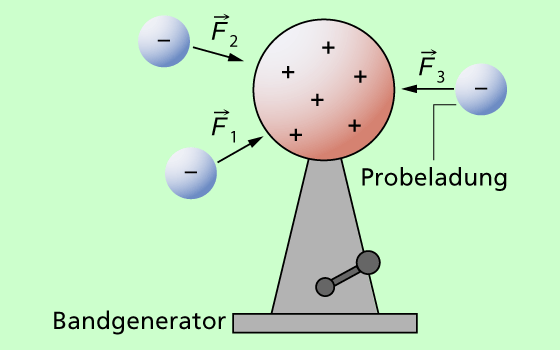 − F⃗₂
+
+
+
− F⃗₃
+
+
+
F⃗₁
−
Probeladung
Bandgenerator